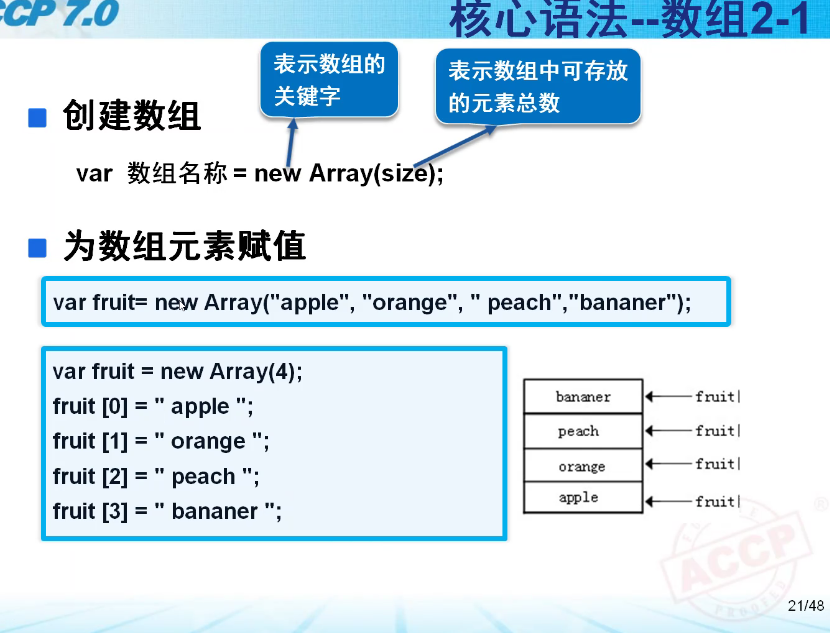 CCP 7.0
核心语法--数组2-1
表示数组的
关键字
表示数组中可存放
的元素总数
创建数组
var 数组名称 = new Array(size);
为数组元素赋值
var fruit= new Array("apple", "orange", " peach","bananer");
var fruit = new Array(4);
fruit [0] = " apple ";
fruit [1] = " orange ";
fruit [2] = " peach ";
fruit [3] = " bananer ";
bananer fruit|
peach fruit|
orange fruit|
apple fruit|
ACCP
21/48